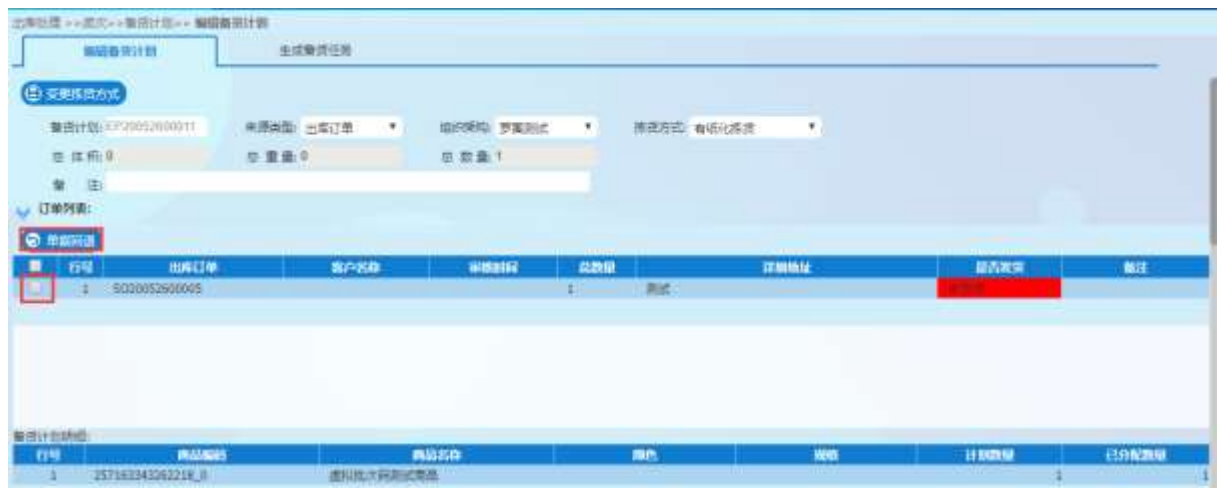 出库处理 >>波次>>备货计划>> 编辑备货计划
编辑备货计划 生成备货任务
变更拣货方式
备货计划: EP20052600011 来源类型: 出库订单 组织架构: 罗寓测试 拣货方式: 有纸化拣货
总 体 积: 0 总 重 量: 0 总 数 量: 1
备 注:
订单列表:
单据回退
行号 出库订单 客户名称 审核时间 总数量 详细地址 是否发货 备注
1 SO20052600005 1 测试
备货计划明细:
行号 商品编码 商品名称 颜色 规格 计划数量 已分配数量
1 257163343262218_0 虚拟批次码测试商品 1 1